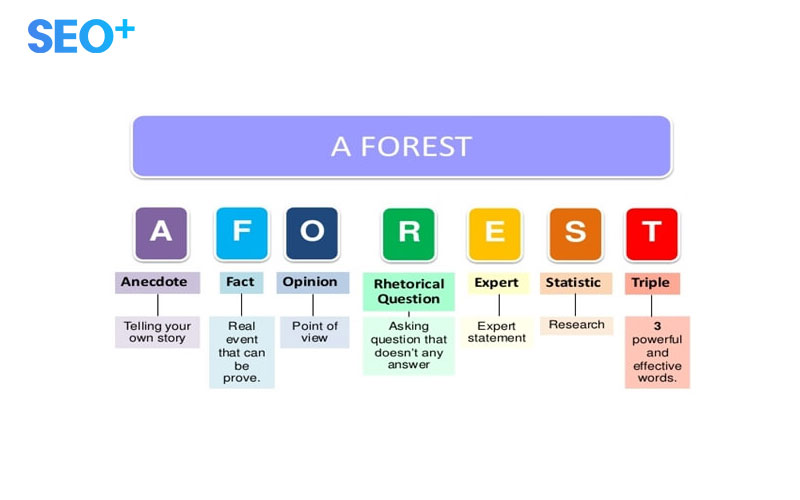 SEO+
A FOREST
A
F
O
R
E
S
T
Anecdote
Fact
Opinion
Rhetorical
Question
Expert
Statistic
Triple
Telling your
own story
Real
event
that can
be
prove.
Point of
view
Asking
question that
doesn't any
answer
Expert
statement
Research
3
powerful
and
effective
words.